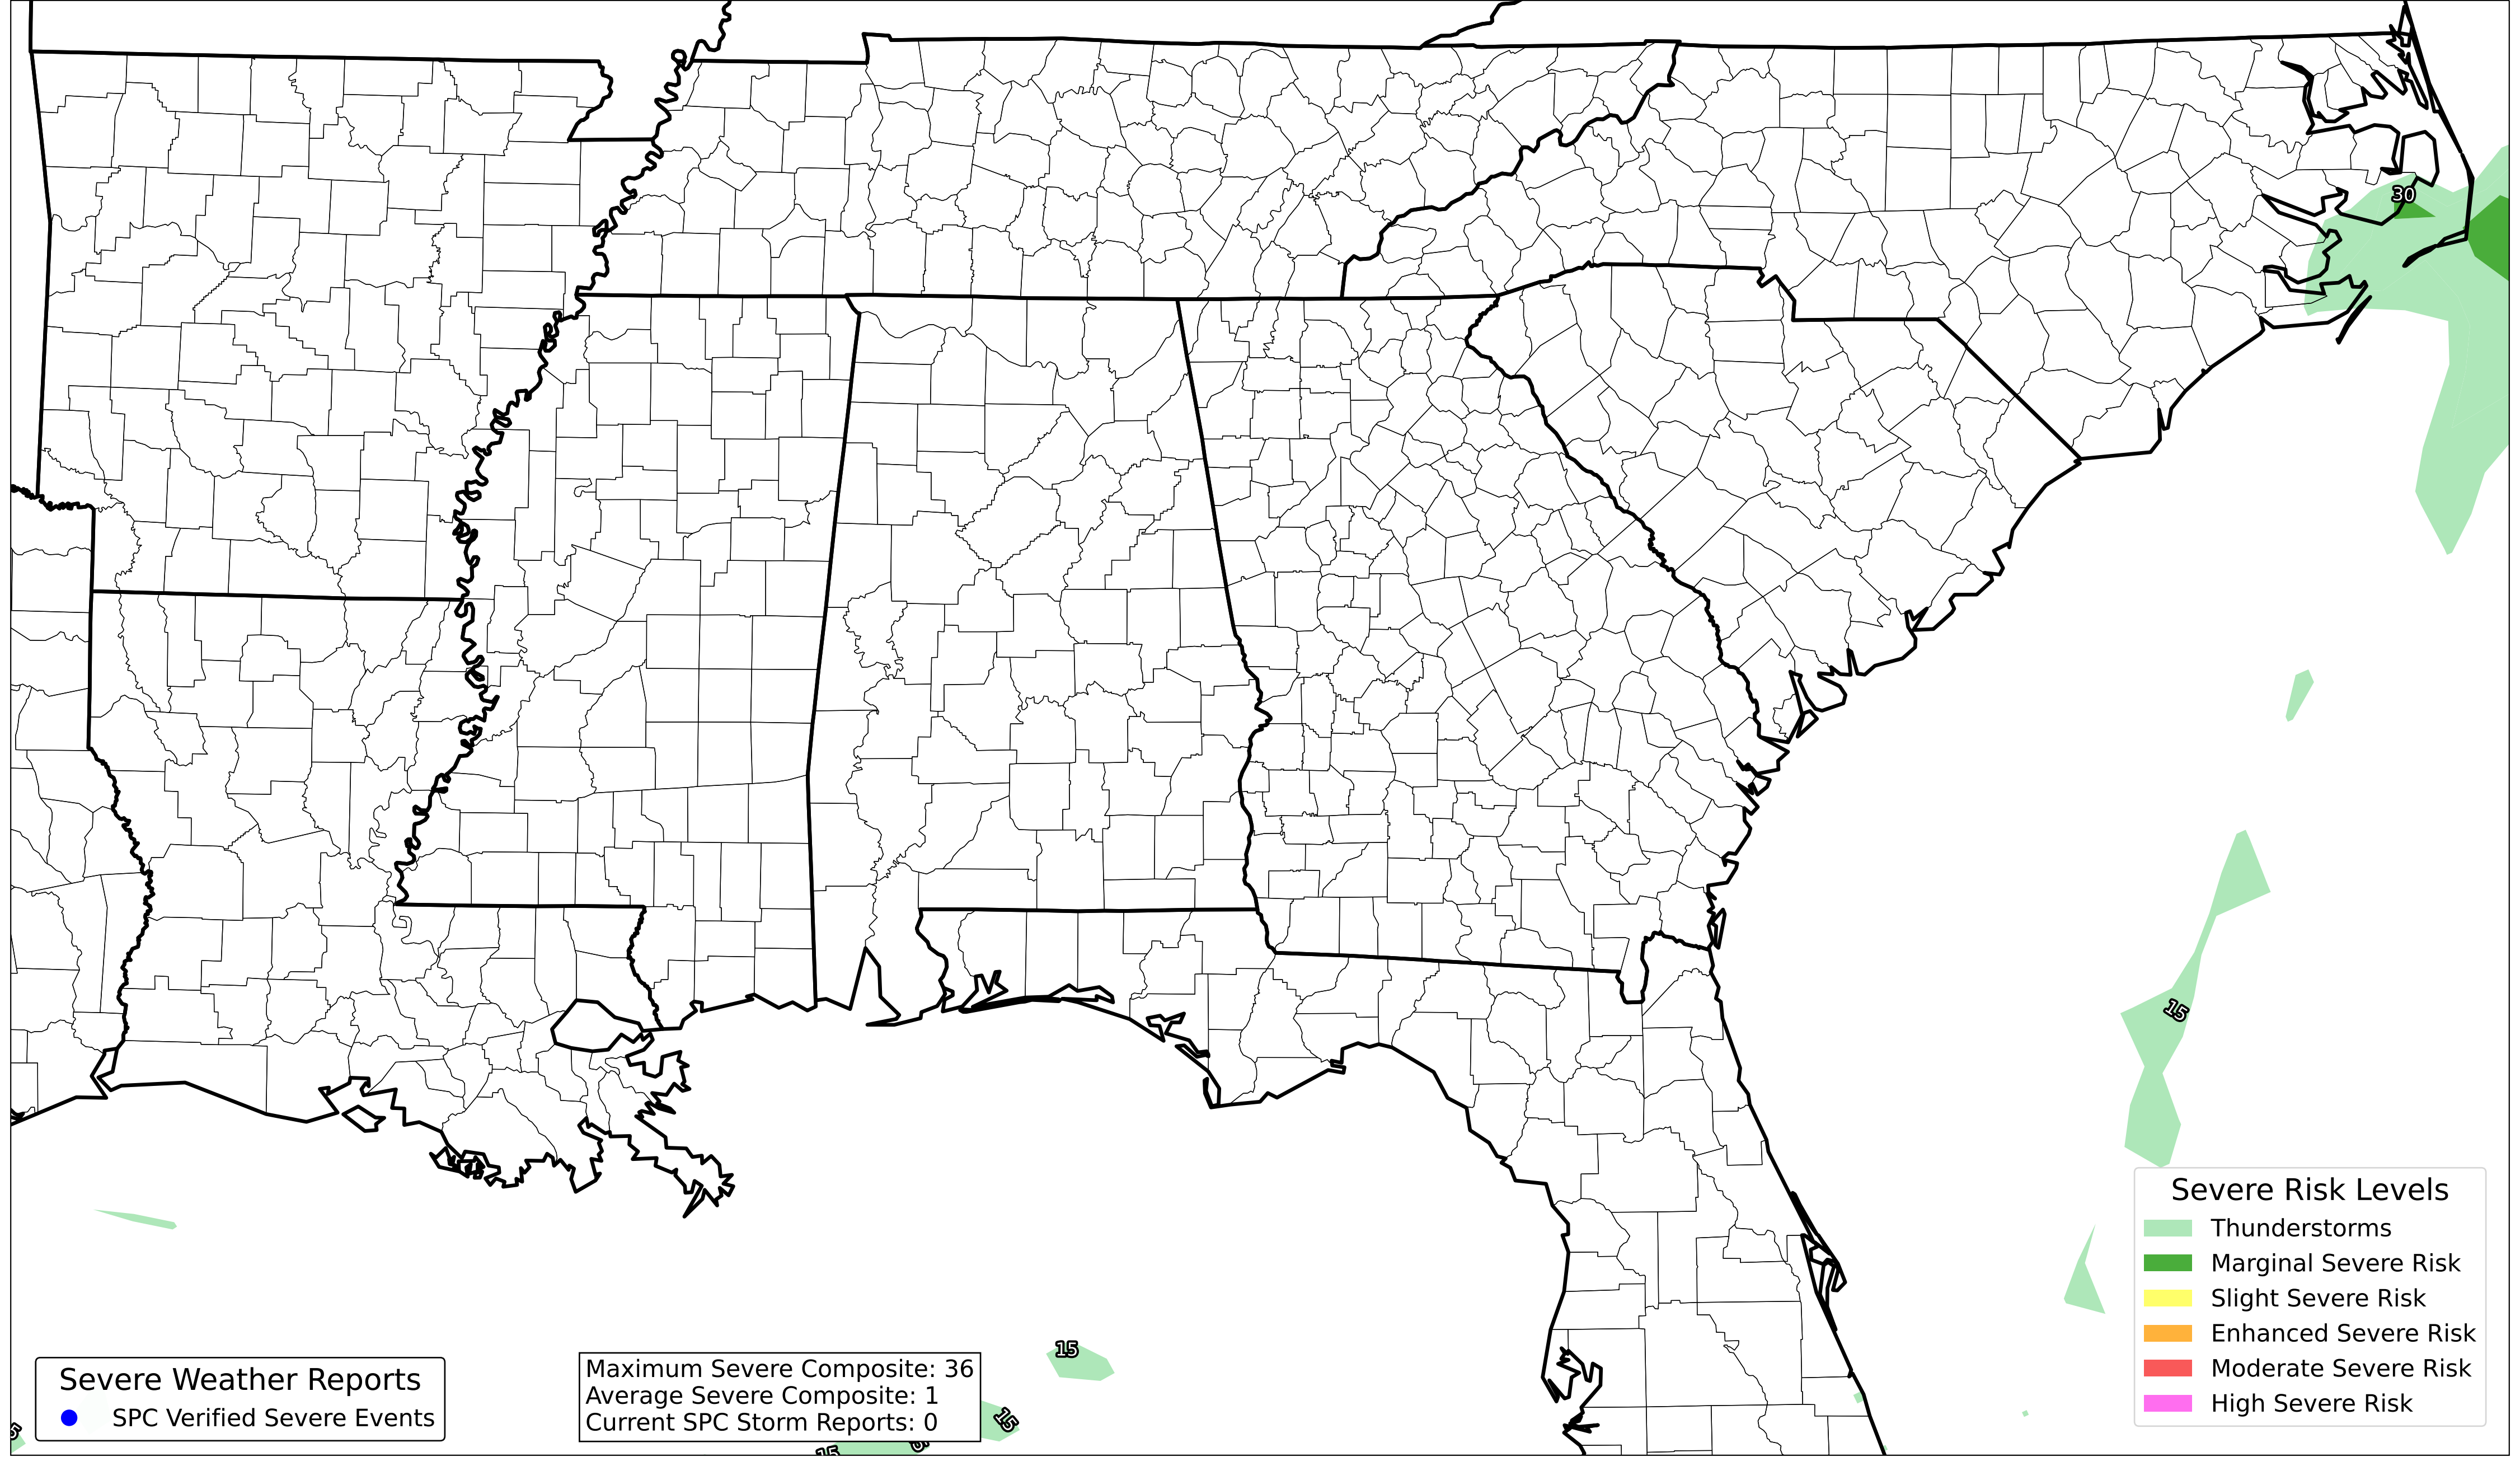 30
15
Severe Risk Levels
Thunderstorms
Marginal Severe Risk
Slight Severe Risk
Enhanced Severe Risk
Moderate Severe Risk
High Severe Risk
15
Severe Weather Reports
SPC Verified Severe Events
Maximum Severe Composite: 36
Average Severe Composite: 1
Current SPC Storm Reports: 0
15
15